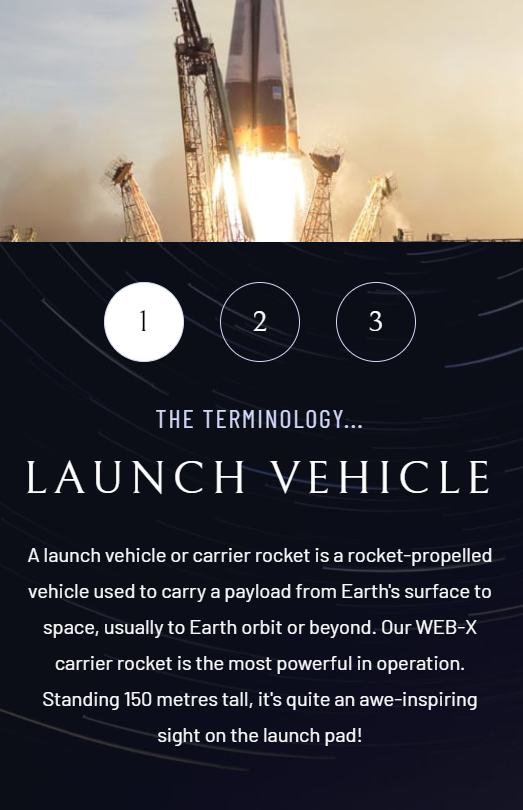 1 2 3
THE TERMINOLOGY...
LAUNCH VEHICLE
A launch vehicle or carrier rocket is a rocket-propelled
vehicle used to carry a payload from Earth's surface to
space, usually to Earth orbit or beyond. Our WEB-X
carrier rocket is the most powerful in operation.
Standing 150 metres tall, it's quite an awe-inspiring
sight on the launch pad!